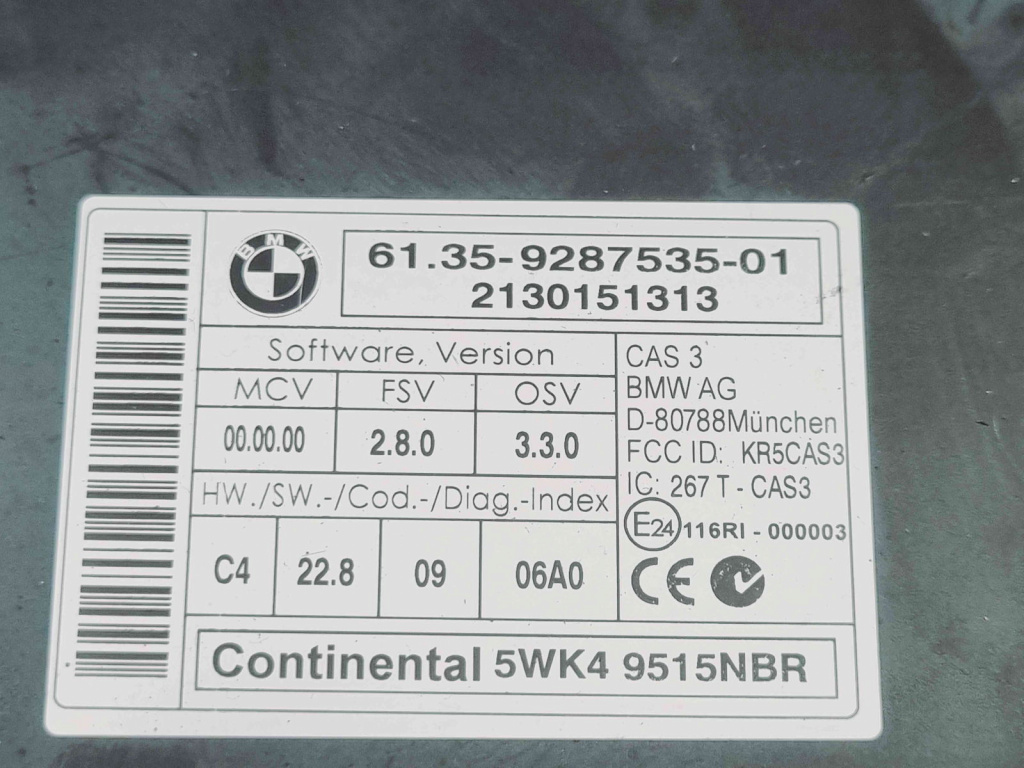 BMW
61.35-9287535-01
2130151313
Software, Version
MCV FSV OSV
00.00.00 2.8.0 3.3.0
HW./SW.-/Cod.-/Diag.-Index
C4 22.8 09 06A0
CAS 3
BMW AG
D-80788München
FCC ID: KR5CAS3
IC: 267 T - CAS3
E24 116RI - 000003
CE
Continental 5WK4 9515NBR